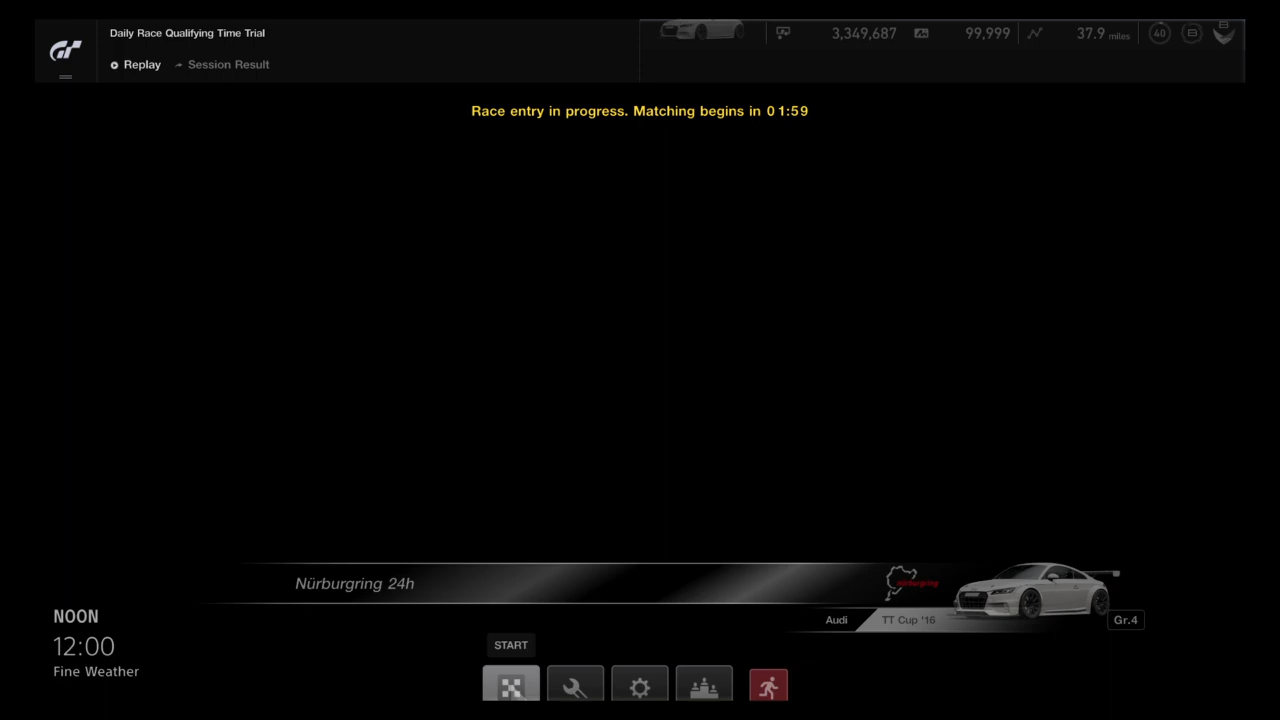 Daily Race Qualifying Time Trial
Replay Session Result
3,349,687 99,999 37.9 miles 40 B B
Race entry in progress. Matching begins in 01:59
Nürburgring 24h
nürburgring
Audi TT Cup '16 Gr.4
NOON
12:00
Fine Weather
START